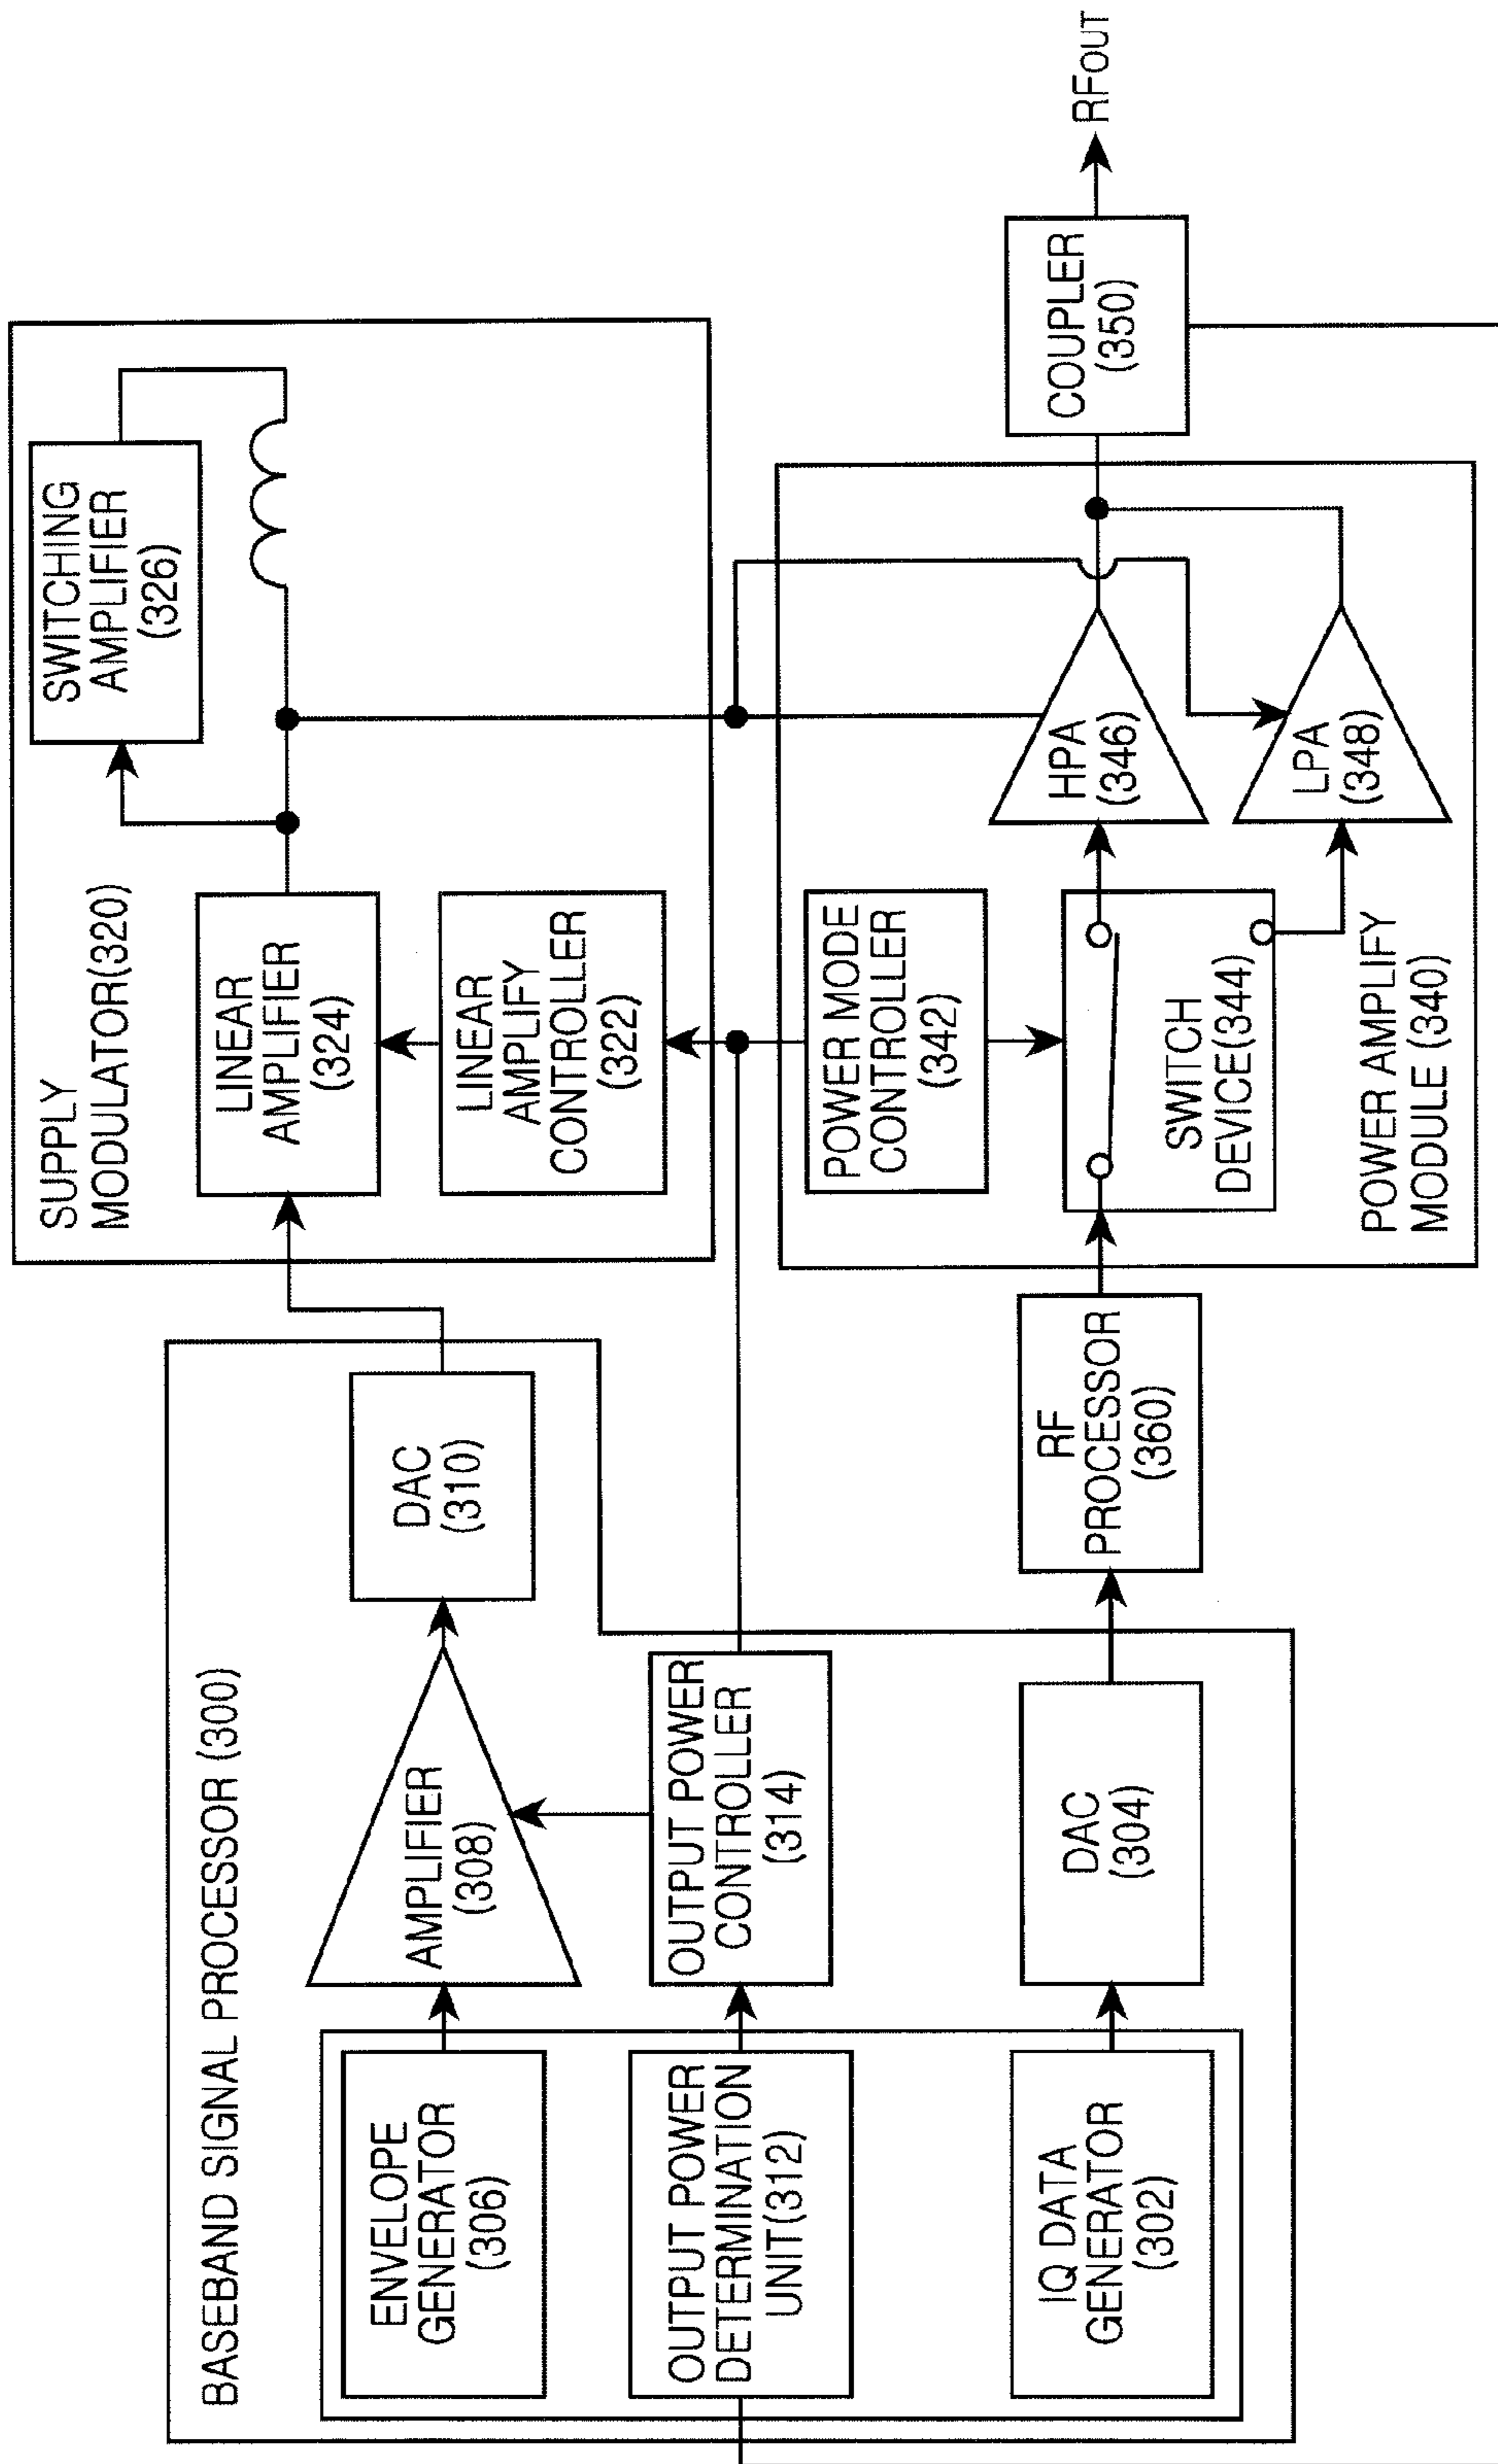 BASEBAND SIGNAL PROCESSOR (300)
ENVELOPE
GENERATOR
(306)
AMPLIFIER
(308)
DAC
(310)
OUTPUT POWER
DETERMINATION
UNIT(312)
OUTPUT POWER
CONTROLLER
(314)
IQ DATA
GENERATOR
(302)
DAC
(304)
RF
PROCESSOR
(360)
SUPPLY
MODULATOR(320)
LINEAR
AMPLIFIER
(324)
LINEAR
AMPLIFY
CONTROLLER
(322)
SWITCHING
AMPLIFIER
(326)
POWER MODE
CONTROLLER
(342)
SWITCH
DEVICE(344)
HPA
(346)
LPA
(348)
POWER AMPLIFY
MODULE (340)
COUPLER
(350)
RFOUT